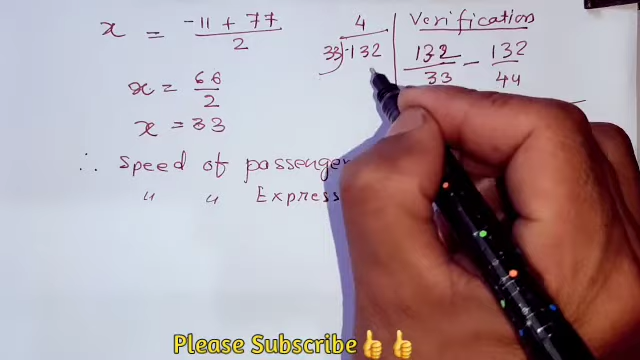 x = -11 + 77 / 2
x = 66 / 2
x = 33
∴ Speed of passenger
" " Express
4
33)132
Verification
132/33 - 132/44
Please Subscribe👍👍